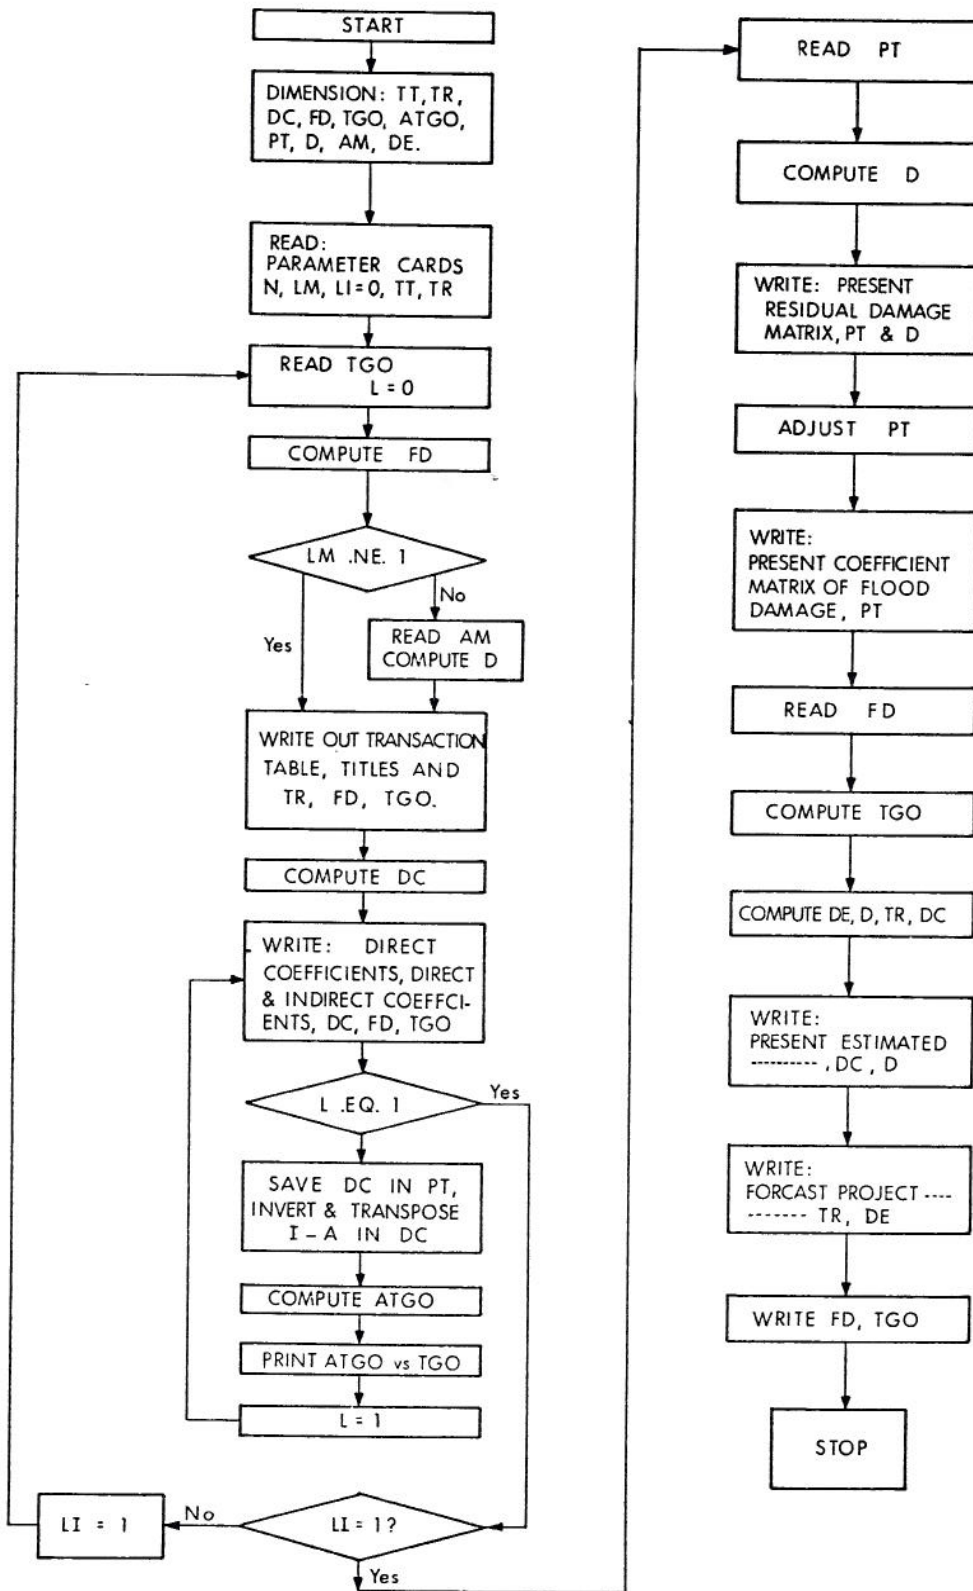 START
DIMENSION: TT, TR,
DC, FD, TGO, ATGO,
PT, D, AM, DE.
READ:
PARAMETER CARDS
N, LM, LI=0, TT, TR
READ TGO
L = 0
COMPUTE FD
LM .NE. 1
No
Yes
READ AM
COMPUTE D
WRITE OUT TRANSACTION
TABLE, TITLES AND
TR, FD, TGO.
COMPUTE DC
WRITE: DIRECT
COEFFICIENTS, DIRECT
& INDIRECT COEFFCI-
ENTS, DC, FD, TGO
L .EQ. 1
Yes
SAVE DC IN PT,
INVERT & TRANSPOSE
I - A IN DC
COMPUTE ATGO
PRINT ATGO vs TGO
L = 1
LI = 1?
No
LI = 1
Yes
READ PT
COMPUTE D
WRITE: PRESENT
RESIDUAL DAMAGE
MATRIX, PT & D
ADJUST PT
WRITE:
PRESENT COEFFICIENT
MATRIX OF FLOOD
DAMAGE, PT
READ FD
COMPUTE TGO
COMPUTE DE, D, TR, DC
WRITE:
PRESENT ESTIMATED
---------- , DC, D
WRITE:
FORCAST PROJECT ----
------- TR, DE
WRITE FD, TGO
STOP